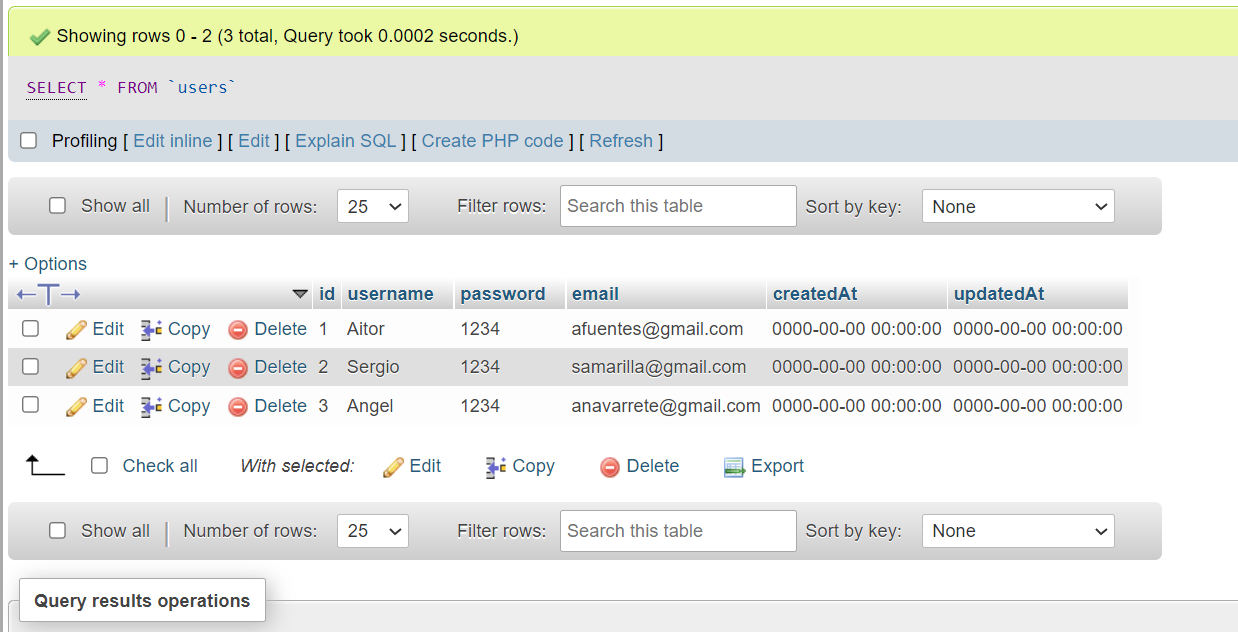 Showing rows 0 - 2 (3 total, Query took 0.0002 seconds.)
SELECT * FROM `users`
Profiling [ Edit inline ] [ Edit ] [ Explain SQL ] [ Create PHP code ] [ Refresh ]
Show all | Number of rows: 25 Filter rows: Search this table Sort by key: None
+ Options
←T→ id username password email createdAt updatedAt
Edit Copy Delete 1 Aitor 1234 afuentes@gmail.com 0000-00-00 00:00:00 0000-00-00 00:00:00
Edit Copy Delete 2 Sergio 1234 samarilla@gmail.com 0000-00-00 00:00:00 0000-00-00 00:00:00
Edit Copy Delete 3 Angel 1234 anavarrete@gmail.com 0000-00-00 00:00:00 0000-00-00 00:00:00
Check all With selected: Edit Copy Delete Export
Show all | Number of rows: 25 Filter rows: Search this table Sort by key: None
Query results operations